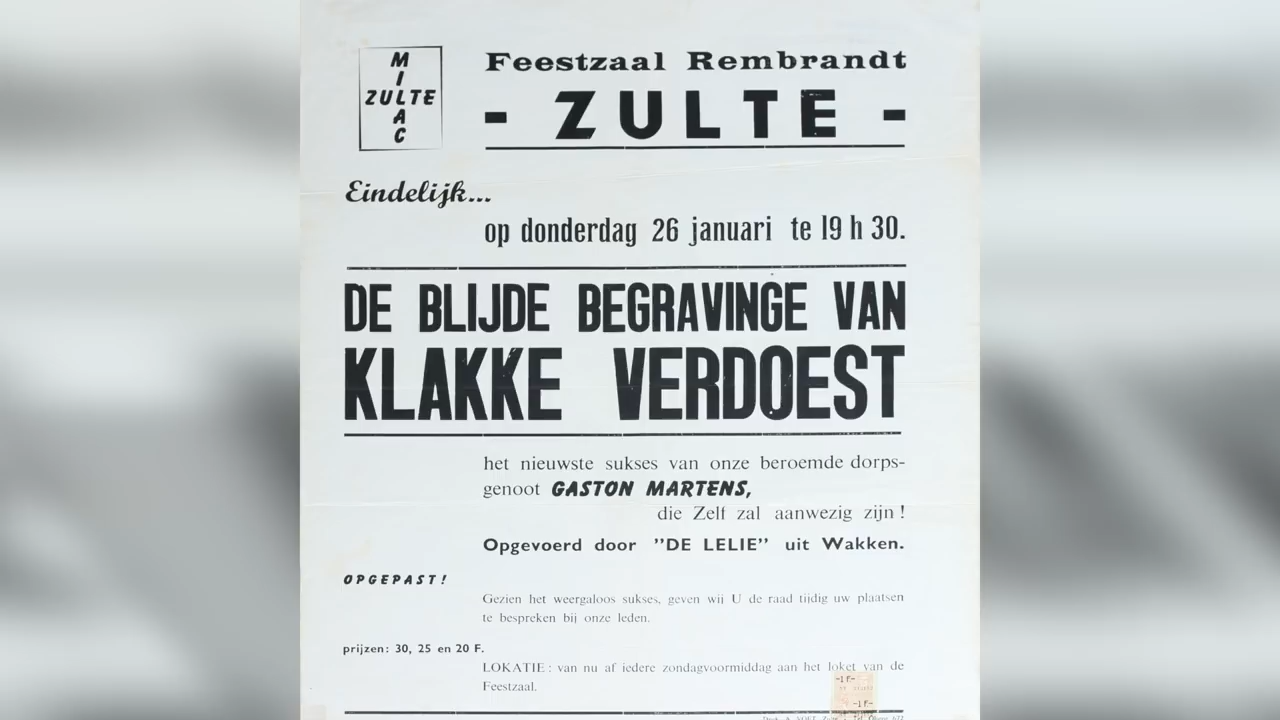 MILAC
ZULTE
Feestzaal Rembrandt
- ZULTE -
Eindelijk...
op donderdag 26 januari te 19 h 30.
DE BLIJDE BEGRAVINGE VAN
KLAKKE VERDOEST
het nieuwste sukses van onze beroemde dorps-
genoot GASTON MARTENS,
die Zelf zal aanwezig zijn !
Opgevoerd door "DE LELIE" uit Wakken.
OPGEPAST!
Gezien het weergaloos sukses, geven wij U de raad tijdig uw plaatsen
te bespreken bij onze leden.
prijzen: 30, 25 en 20 F.
LOKATIE : van nu af iedere zondagvoormiddag aan het loket van de
Feestzaal.
-1 F-
-1 F-